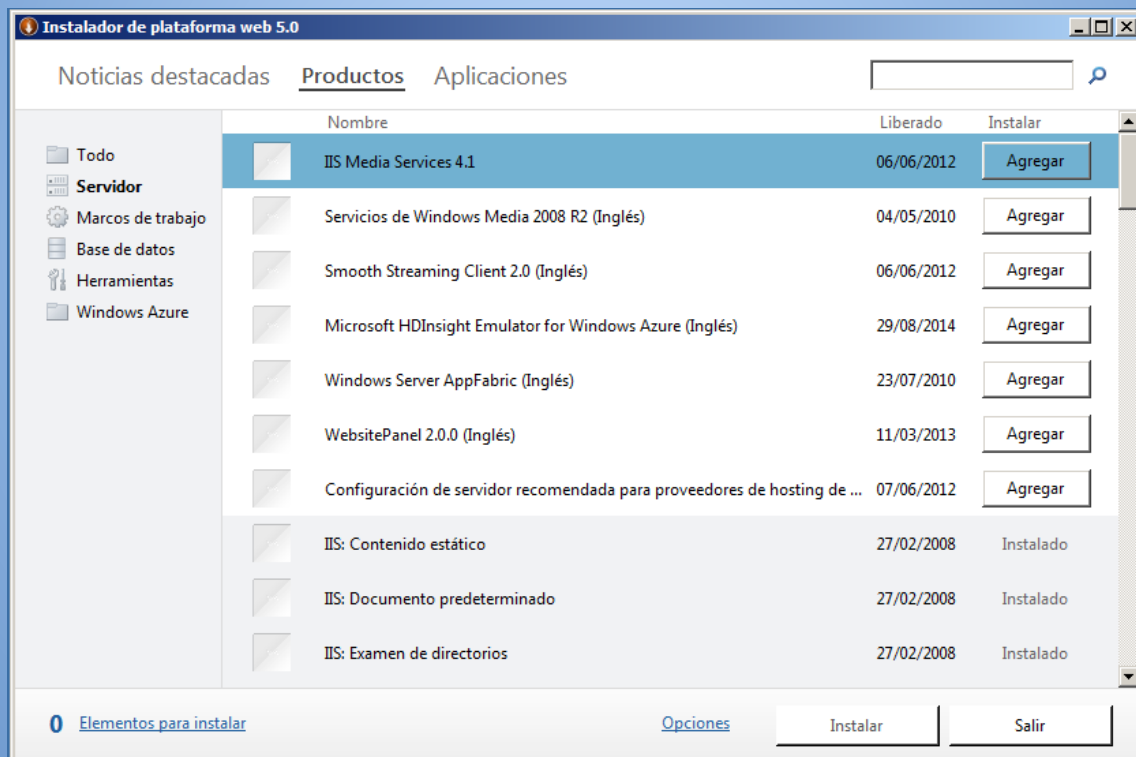 Instalador de plataforma web 5.0
Noticias destacadas Productos Aplicaciones
Nombre Liberado Instalar
Todo
Servidor
Marcos de trabajo
Base de datos
Herramientas
Windows Azure
IIS Media Services 4.1 06/06/2012 Agregar
Servicios de Windows Media 2008 R2 (Inglés) 04/05/2010 Agregar
Smooth Streaming Client 2.0 (Inglés) 06/06/2012 Agregar
Microsoft HDInsight Emulator for Windows Azure (Inglés) 29/08/2014 Agregar
Windows Server AppFabric (Inglés) 23/07/2010 Agregar
WebsitePanel 2.0.0 (Inglés) 11/03/2013 Agregar
Configuración de servidor recomendada para proveedores de hosting de ... 07/06/2012 Agregar
IIS: Contenido estático 27/02/2008 Instalado
IIS: Documento predeterminado 27/02/2008 Instalado
IIS: Examen de directorios 27/02/2008 Instalado
0 Elementos para instalar Opciones Instalar Salir